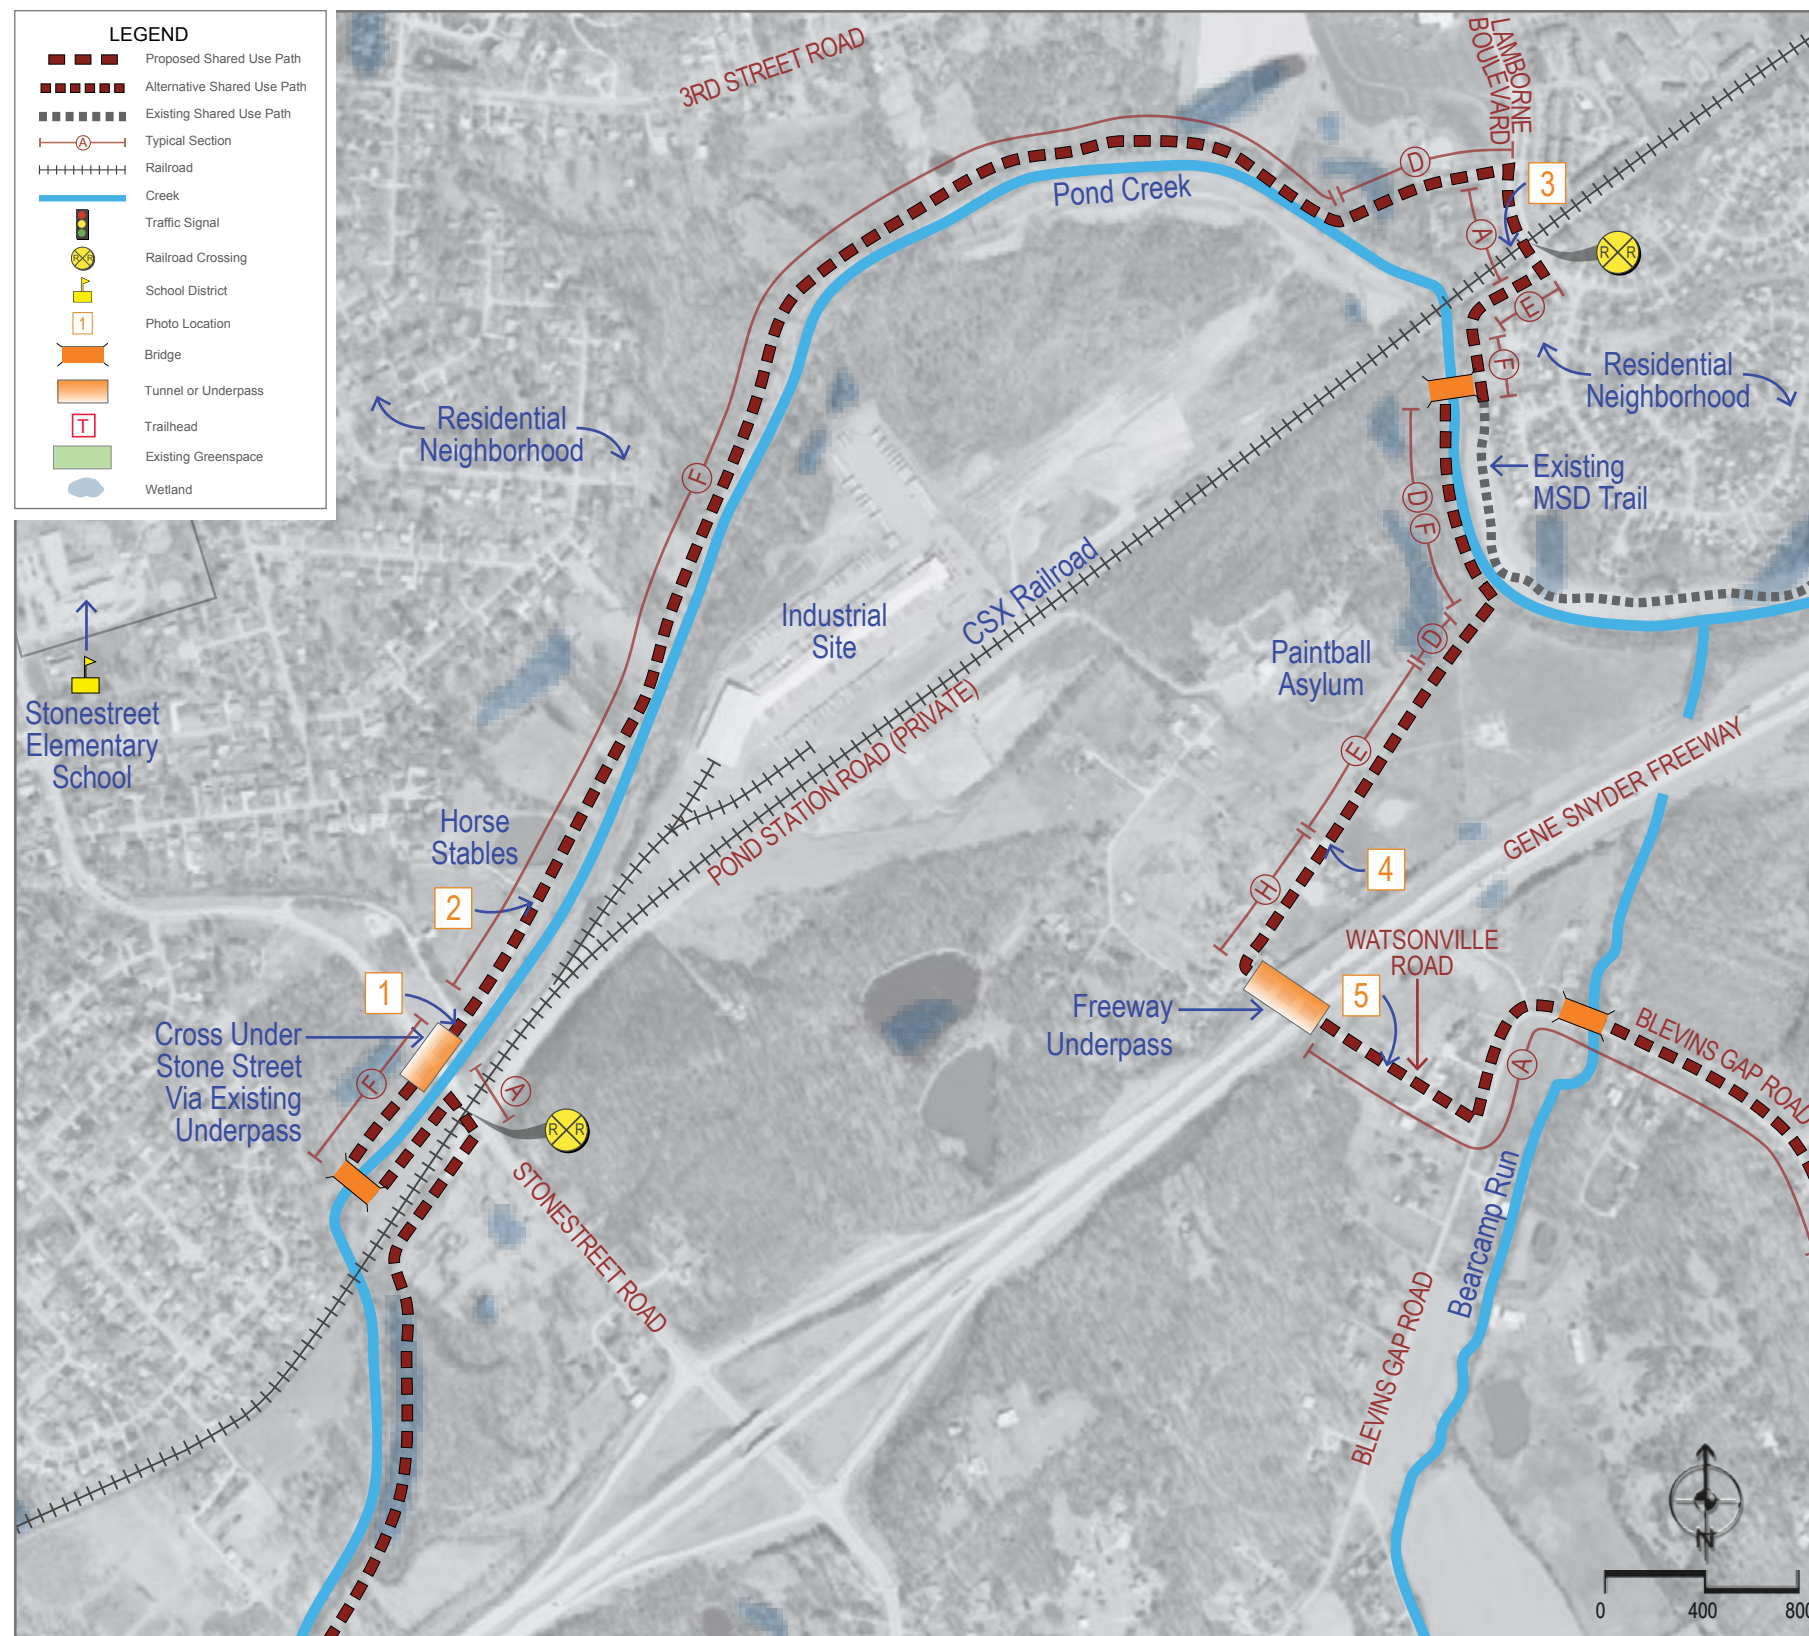 LEGEND
Proposed Shared Use Path
Alternative Shared Use Path
Existing Shared Use Path
A
Typical Section
Railroad
Creek
Traffic Signal
R R
Railroad Crossing
School District
1
Photo Location
Bridge
Tunnel or Underpass
T
Trailhead
Existing Greenspace
Wetland
3RD STREET ROAD
LAMBORNE
BOULEVARD
D
3
Pond Creek
A
R R
E
F
Residential
Neighborhood
Residential
Neighborhood
F
Existing
MSD Trail
D
F
CSX Railroad
Industrial
Site
D
Paintball
Asylum
Stonestreet
Elementary
School
POND STATION ROAD (PRIVATE)
E
GENE SNYDER FREEWAY
Horse
Stables
2
4
H
WATSONVILLE
ROAD
1
5
Freeway
Underpass
BLEVINS GAP ROAD
Cross Under
Stone Street
Via Existing
Underpass
F
A
A
R R
STONESTREET ROAD
Bearcamp Run
BLEVINS GAP ROAD
N
0 400 800